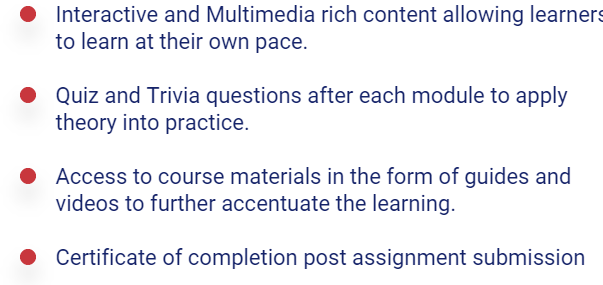 Interactive and Multimedia rich content allowing learners
to learn at their own pace.
Quiz and Trivia questions after each module to apply
theory into practice.
Access to course materials in the form of guides and
videos to further accentuate the learning.
Certificate of completion post assignment submission